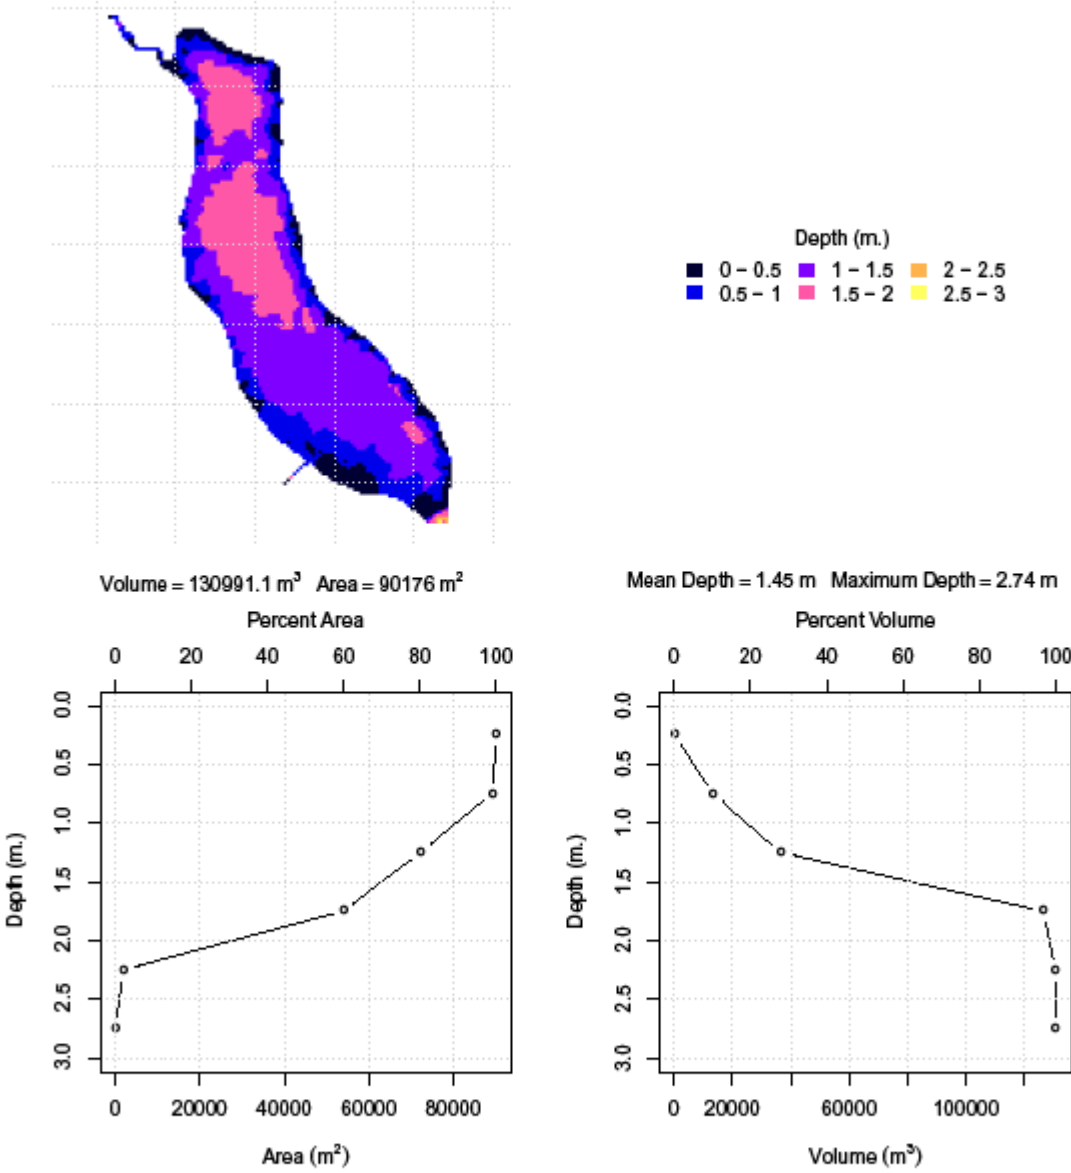 Depth (m.)
0 – 0.5 1 – 1.5 2 – 2.5
0.5 – 1 1.5 – 2 2.5 – 3
Volume = 130991.1 m³ Area = 90176 m²
Mean Depth = 1.45 m Maximum Depth = 2.74 m
Percent Area
0 20 40 60 80 100
Depth (m.)
0.0
0.5
1.0
1.5
2.0
2.5
3.0
0 20000 40000 60000 80000
Area (m²)
Percent Volume
0 20 40 60 80 100
Depth (m.)
0.0
0.5
1.0
1.5
2.0
2.5
3.0
0 20000 60000 100000
Volume (m³)